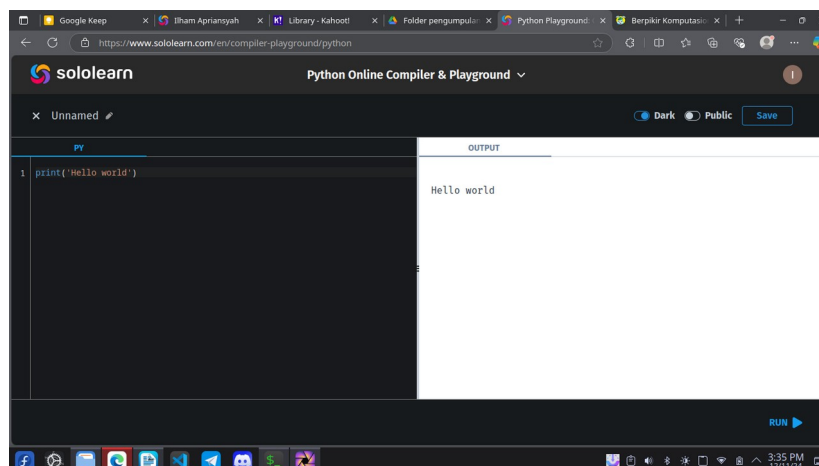 Google Keep
Ilham Apriansyah
K! Library - Kahoot!
Folder pengumpulan
Python Playground:
Berpikir Komputasio
https://www.sololearn.com/en/compiler-playground/python
sololearn
Python Online Compiler & Playground
I
Unnamed
Dark
Public
Save
PY
OUTPUT
1 print('Hello world')
Hello world
RUN
3:35 PM